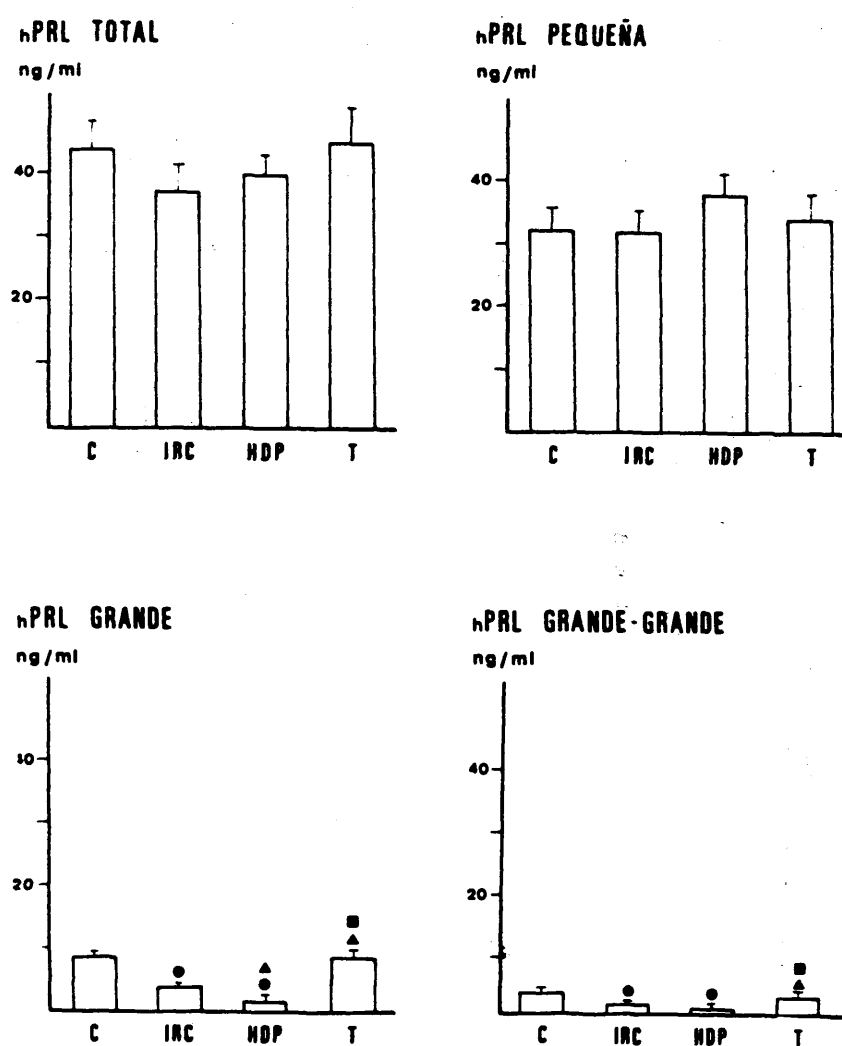 hPRL TOTAL
ng/ml
40
20
C IRC HDP T
hPRL PEQUEÑA
ng/ml
40
20
C IRC HDP T
hPRL GRANDE
ng/ml
40
20
C IRC HDP T
hPRL GRANDE-GRANDE
ng/ml
40
20
C IRC HDP T